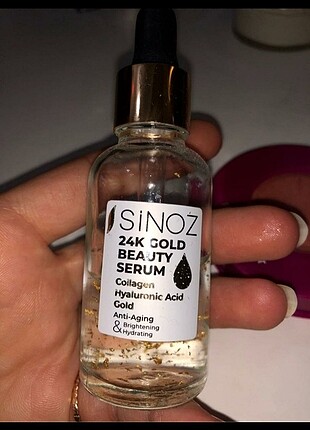 SiNOZ
24K GOLD
BEAUTY
SERUM
Collagen
Hyaluronic Acid
Gold
Anti-Aging
& Brightening
Hydrating